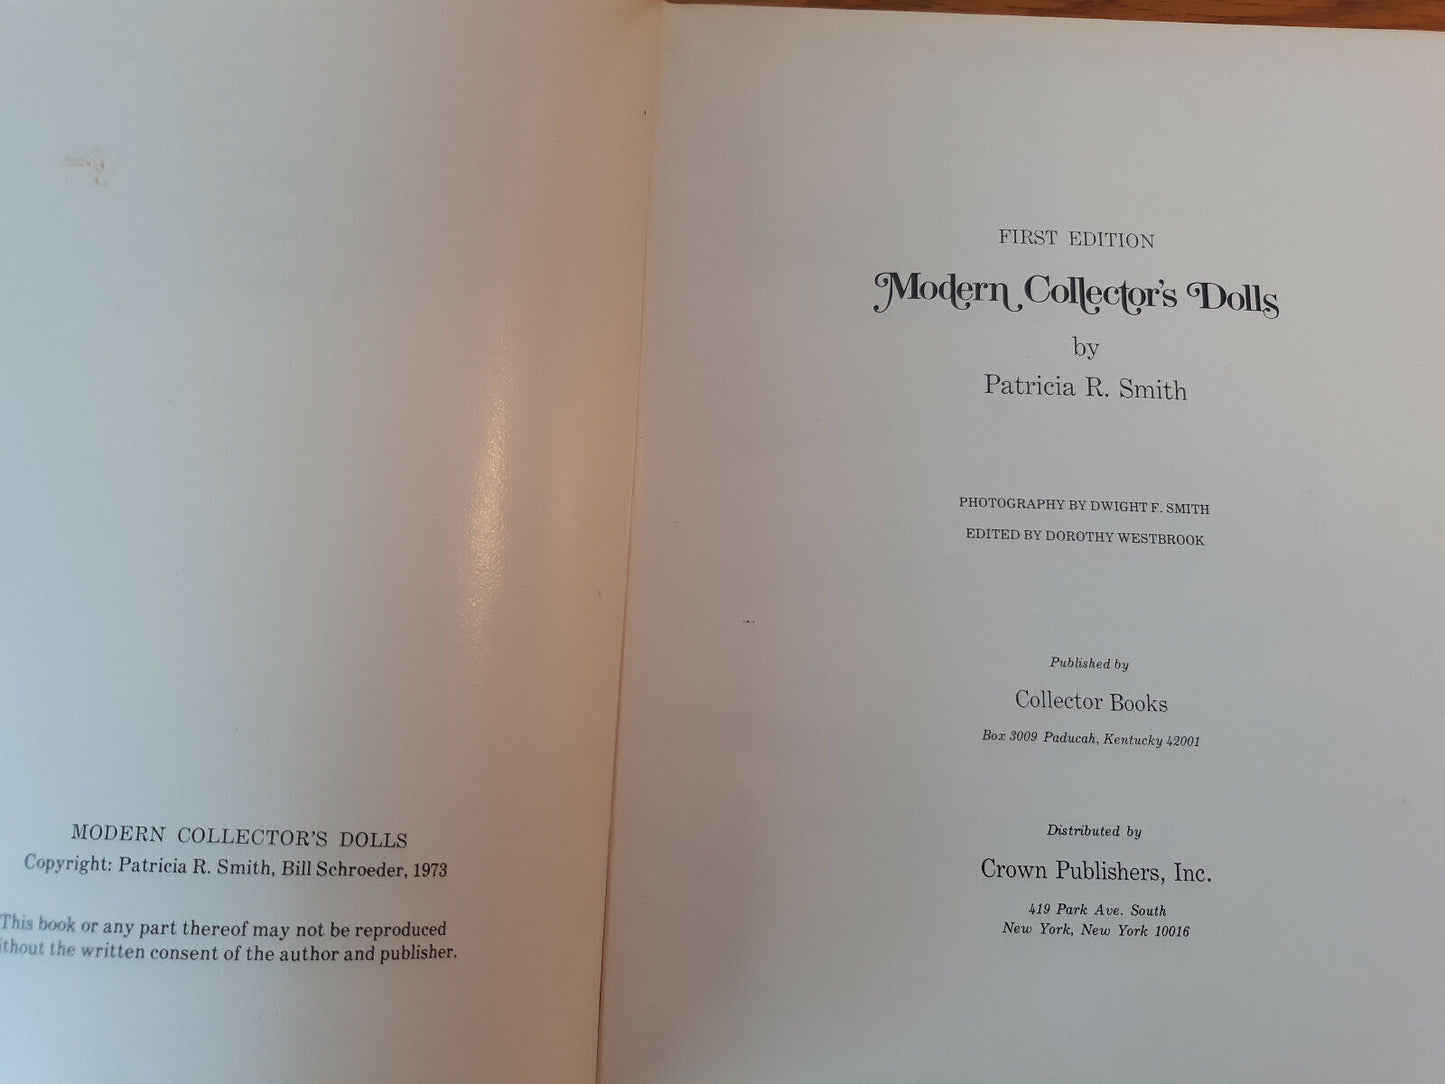 MODERN COLLECTOR'S DOLLS
Copyright: Patricia R. Smith, Bill Schroeder, 1973
This book or any part thereof may not be reproduced
ithout the written consent of the author and publisher.
FIRST EDITION
Modern Collector's Dolls
by
Patricia R. Smith
PHOTOGRAPHY BY DWIGHT F. SMITH
EDITED BY DOROTHY WESTBROOK
Published by
Collector Books
Box 3009 Paducah, Kentucky 42001
Distributed by
Crown Publishers, Inc.
419 Park Ave. South
New York, New York 10016